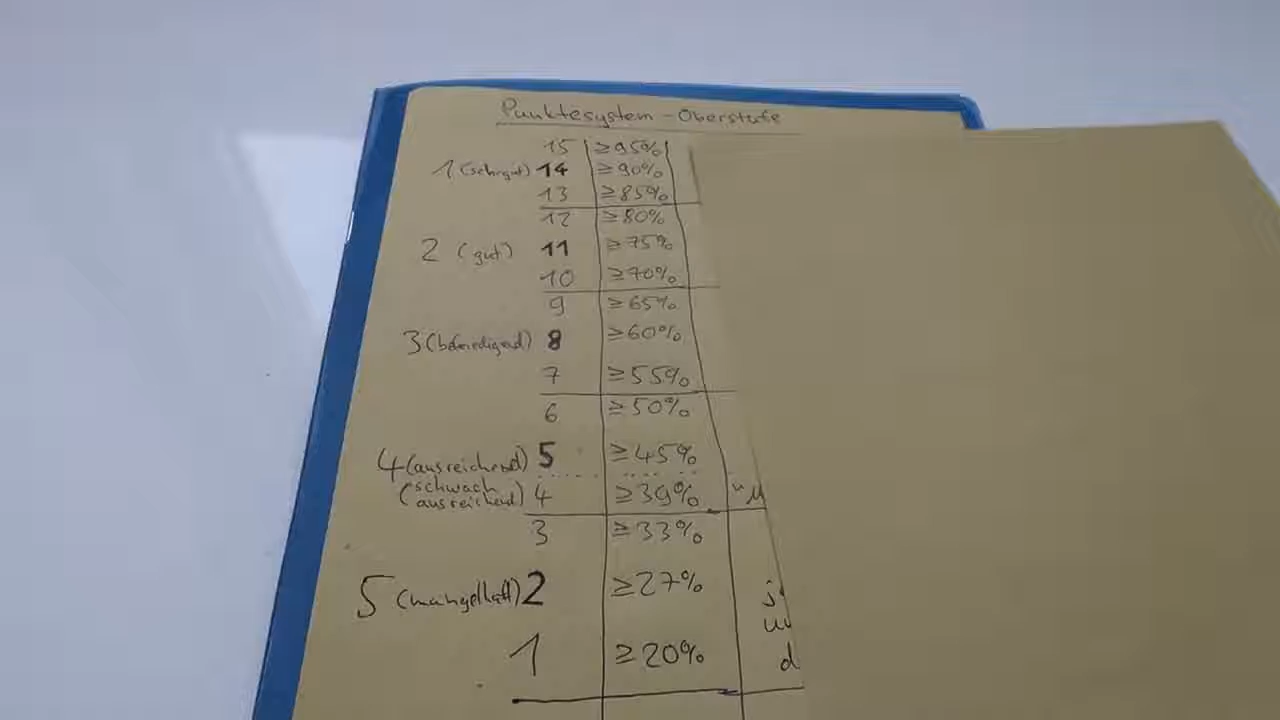 Punktesystem - Oberstufe
15 ≥95%
1 (sehr gut) 14 ≥90%
13 ≥85%
12 ≥80%
2 (gut) 11 ≥75%
10 ≥70%
9 ≥65%
3 (befriedigend) 8 ≥60%
7 ≥55%
6 ≥50%
4 (ausreichend) 5 ≥45%
(schwach
ausreichend) 4 ≥39%
3 ≥33%
5 (mangelhaft) 2 ≥27%
1 ≥20%